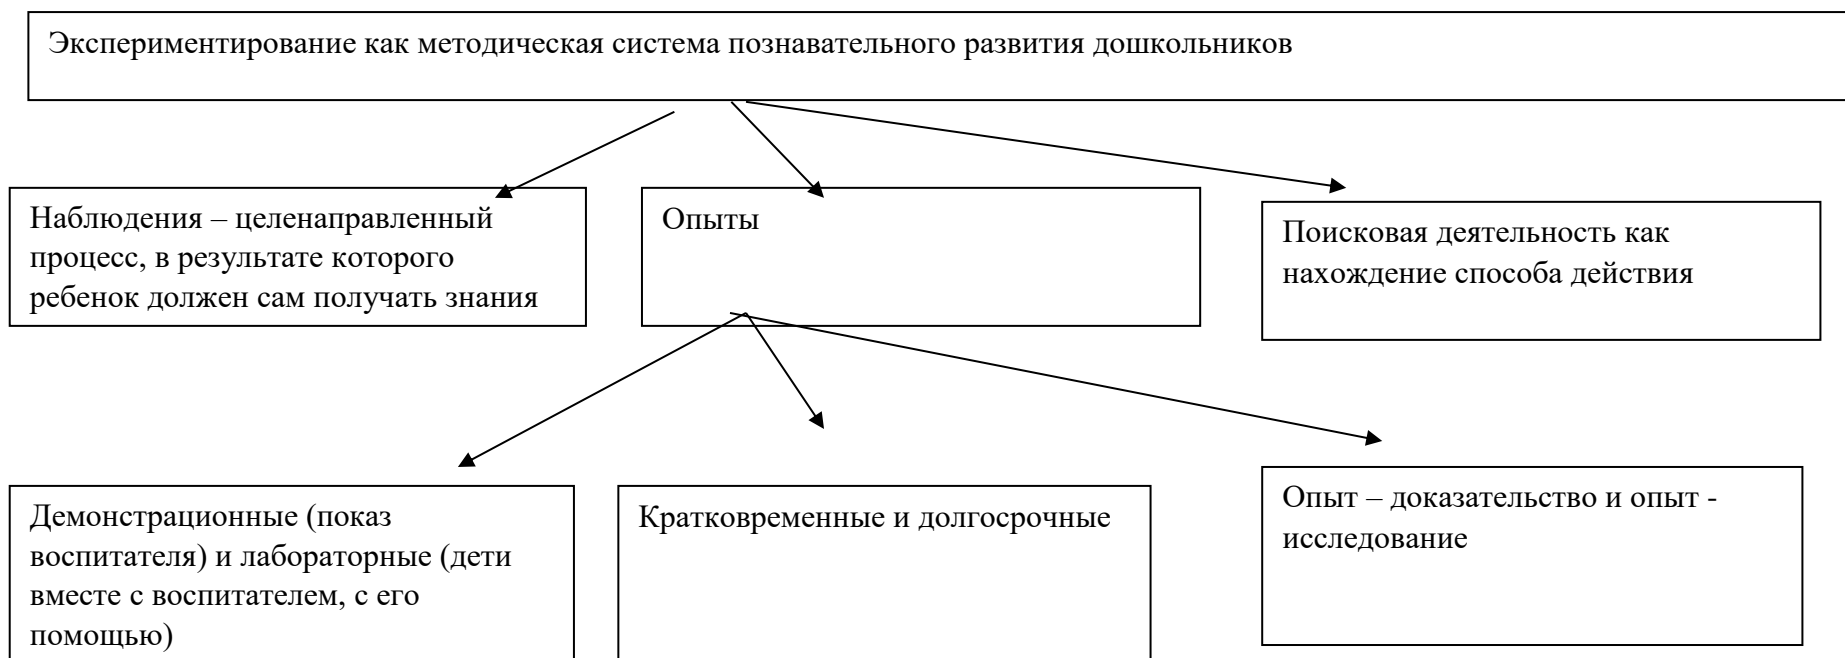 Экспериментирование как методическая система познавательного развития дошкольников
Наблюдения – целенаправленный
процесс, в результате которого
ребенок должен сам получать знания
Опыты
Поисковая деятельность как
нахождение способа действия
Демонстрационные (показ
воспитателя) и лабораторные (дети
вместе с воспитателем, с его
помощью)
Кратковременные и долгосрочные
Опыт – доказательство и опыт -
исследование